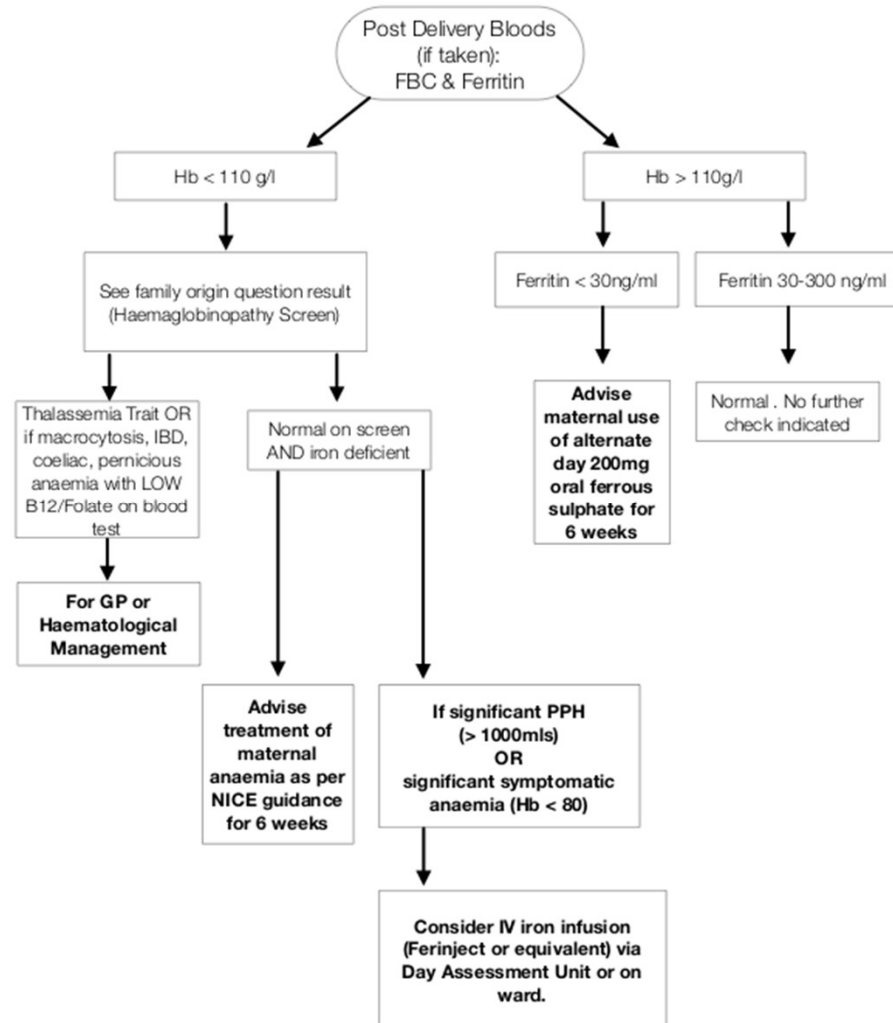 Post Delivery Bloods
(if taken):
FBC & Ferritin
Hb < 110 g/l
Hb > 110g/l
See family origin question result
(Haemaglobinopathy Screen)
Ferritin < 30ng/ml
Ferritin 30-300 ng/ml
Thalassemia Trait OR
if macrocytosis, IBD,
coeliac, pernicious
anaemia with LOW
B12/Folate on blood
test
Normal on screen
AND iron deficient
Advise
maternal use
of alternate
day 200mg
oral ferrous
sulphate for
6 weeks
Normal . No further
check indicated
For GP or
Haematological
Management
Advise
treatment of
maternal
anaemia as per
NICE guidance
for 6 weeks
If significant PPH
(> 1000mls)
OR
significant symptomatic
anaemia (Hb < 80)
Consider IV iron infusion
(Ferinject or equivalent) via
Day Assessment Unit or on
ward.